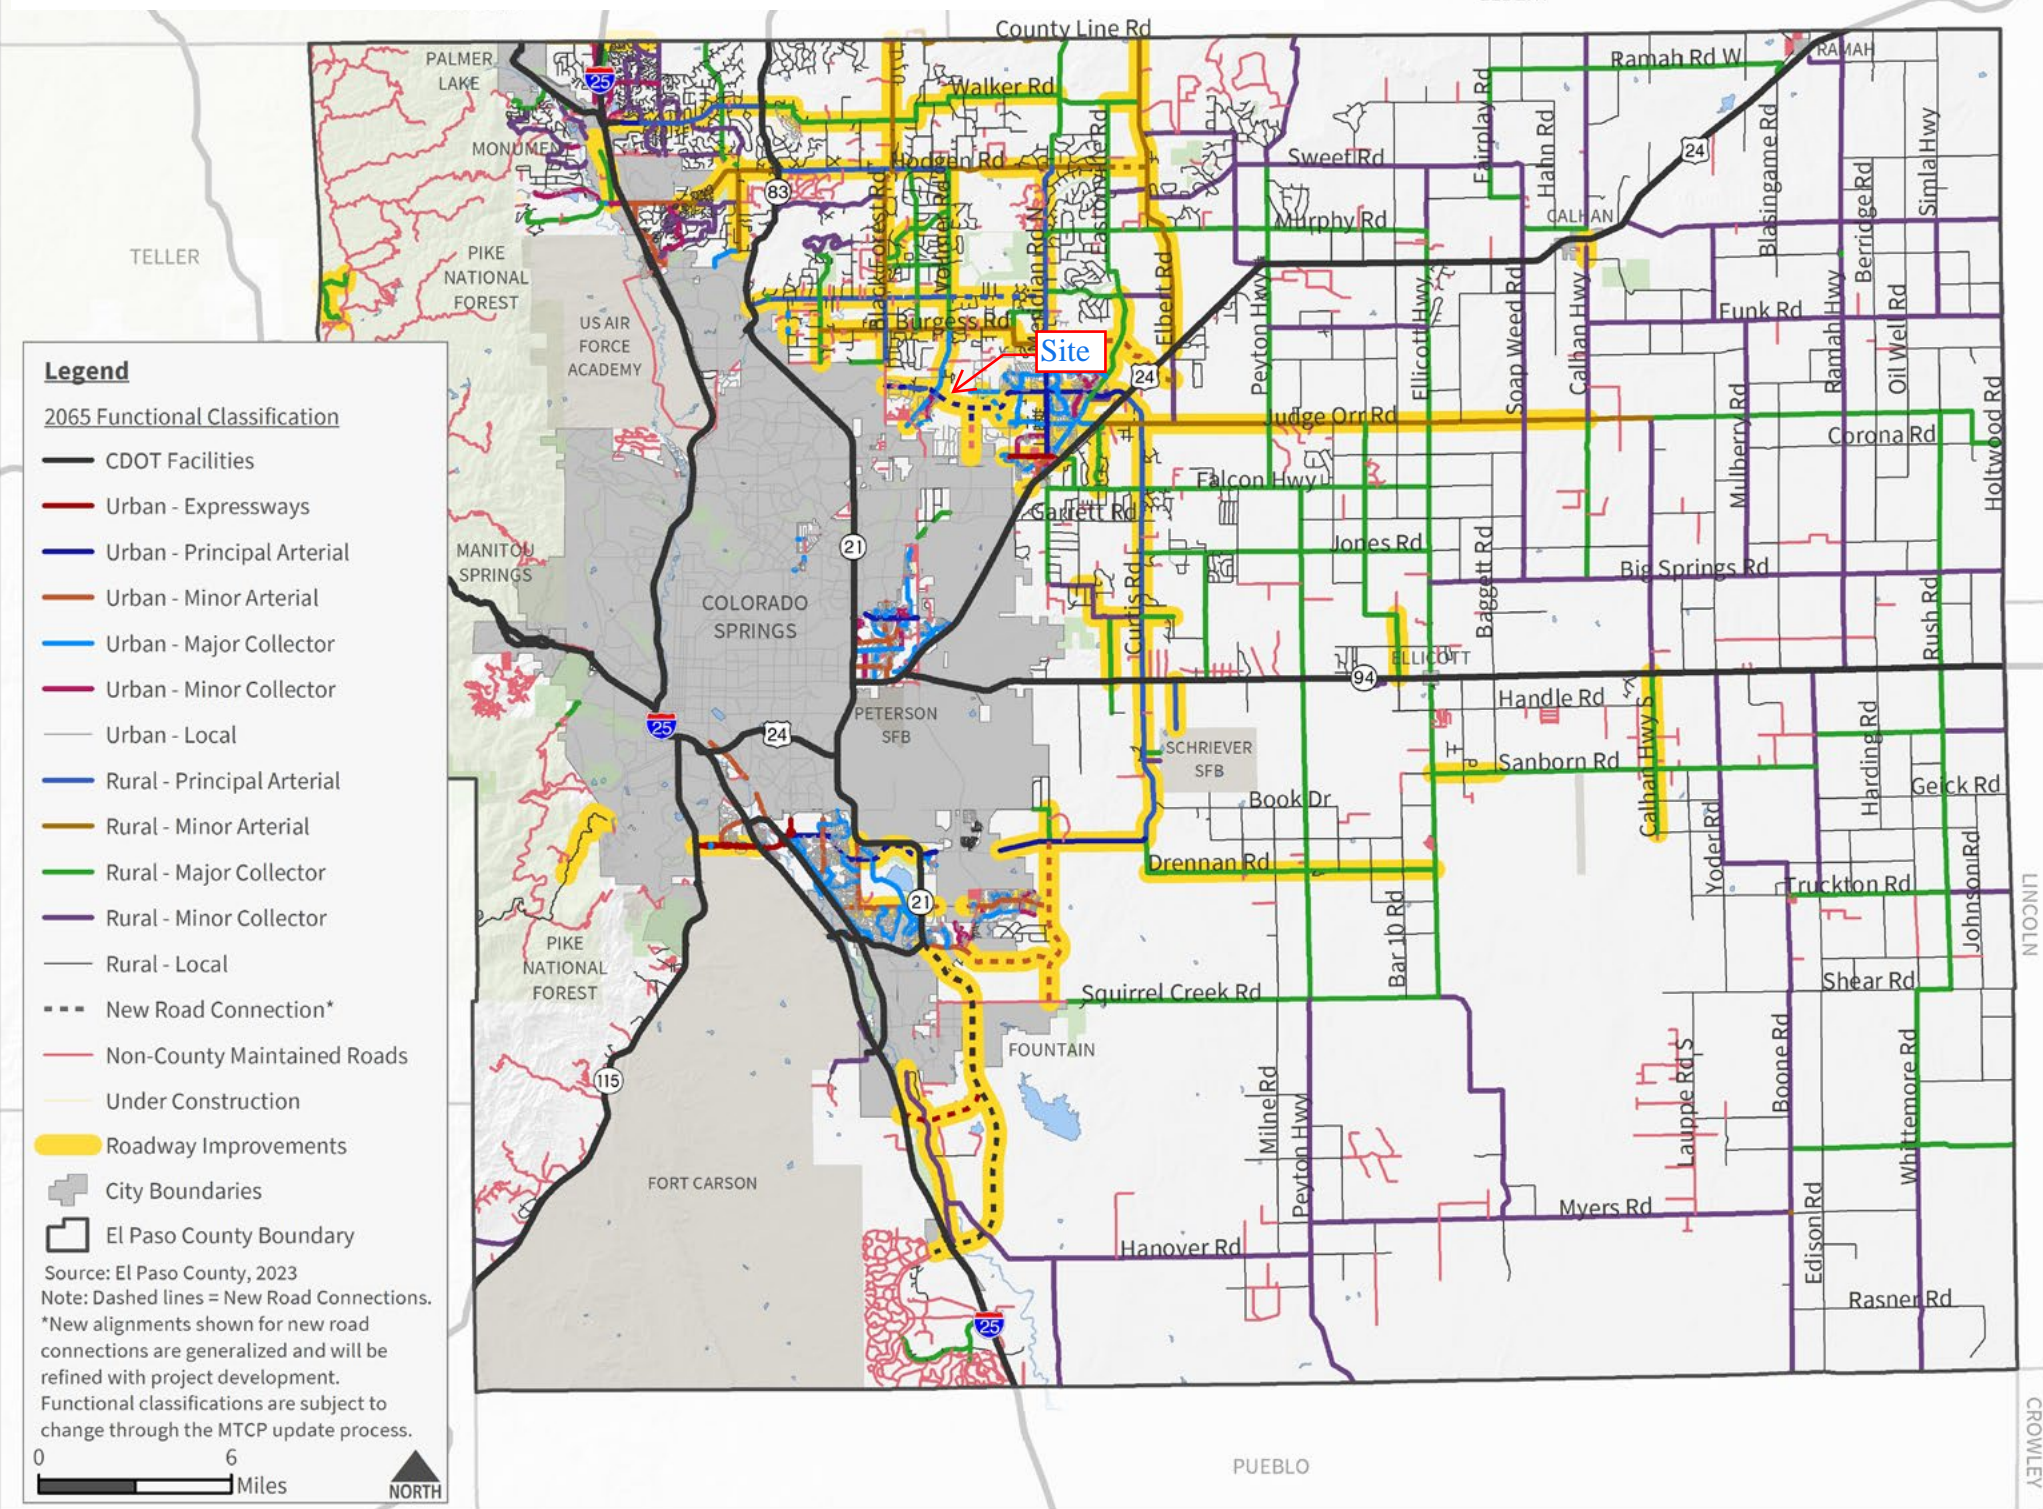 County Line Rd
PALMER
LAKE
25
Walker Rd
Ramah Rd W
RAMAH
MONUMENT
Hodgen Rd
83
Sweet Rd
Fairplay Rd
Hahn Rd
24
Blasingame Rd
Berridge Rd
Simla Hwy
TELLER
PIKE
NATIONAL
FOREST
Black Forest Rd
Vollmer Rd
Meridian Rd N
Eastonville Rd
Elbert Rd
Murphy Rd
CALHAN
US AIR
FORCE
ACADEMY
Burgess Rd
Site
24
Peyton Hwy
Ellicott Hwy
Soap Weed Rd
Calhan Hwy
Funk Rd
Ramah Hwy
Oil Well Rd
Judge Orr Rd
Mulberry Rd
Corona Rd
Holtwood Rd
Falcon Hwy
Garrett Rd
21
Jones Rd
Baggett Rd
Big Springs Rd
MANITOU
SPRINGS
COLORADO
SPRINGS
Curtis Rd
Rush Rd
ELLICOTT
94
25
24
PETERSON
SFB
SCHRIEVER
SFB
Handle Rd
Calhan Hwy S
Sanborn Rd
Harding Rd
Geick Rd
Book Dr
Yoder Rd
Drennan Rd
Truckton Rd
Johnson Rd
LINCOLN
21
Bar 10 Rd
PIKE
NATIONAL
FOREST
Squirrel Creek Rd
Shear Rd
FOUNTAIN
115
Milne Rd
Peyton Hwy
Lauppe Rd S
Boone Rd
Whittemore Rd
FORT CARSON
Myers Rd
Edison Rd
Hanover Rd
Rasner Rd
25
PUEBLO
CROWLEY
Legend
2065 Functional Classification
CDOT Facilities
Urban - Expressways
Urban - Principal Arterial
Urban - Minor Arterial
Urban - Major Collector
Urban - Minor Collector
Urban - Local
Rural - Principal Arterial
Rural - Minor Arterial
Rural - Major Collector
Rural - Minor Collector
Rural - Local
New Road Connection*
Non-County Maintained Roads
Under Construction
Roadway Improvements
City Boundaries
El Paso County Boundary
Source: El Paso County, 2023
Note: Dashed lines = New Road Connections.
*New alignments shown for new road
connections are generalized and will be
refined with project development.
Functional classifications are subject to
change through the MTCP update process.
0 6
Miles
NORTH